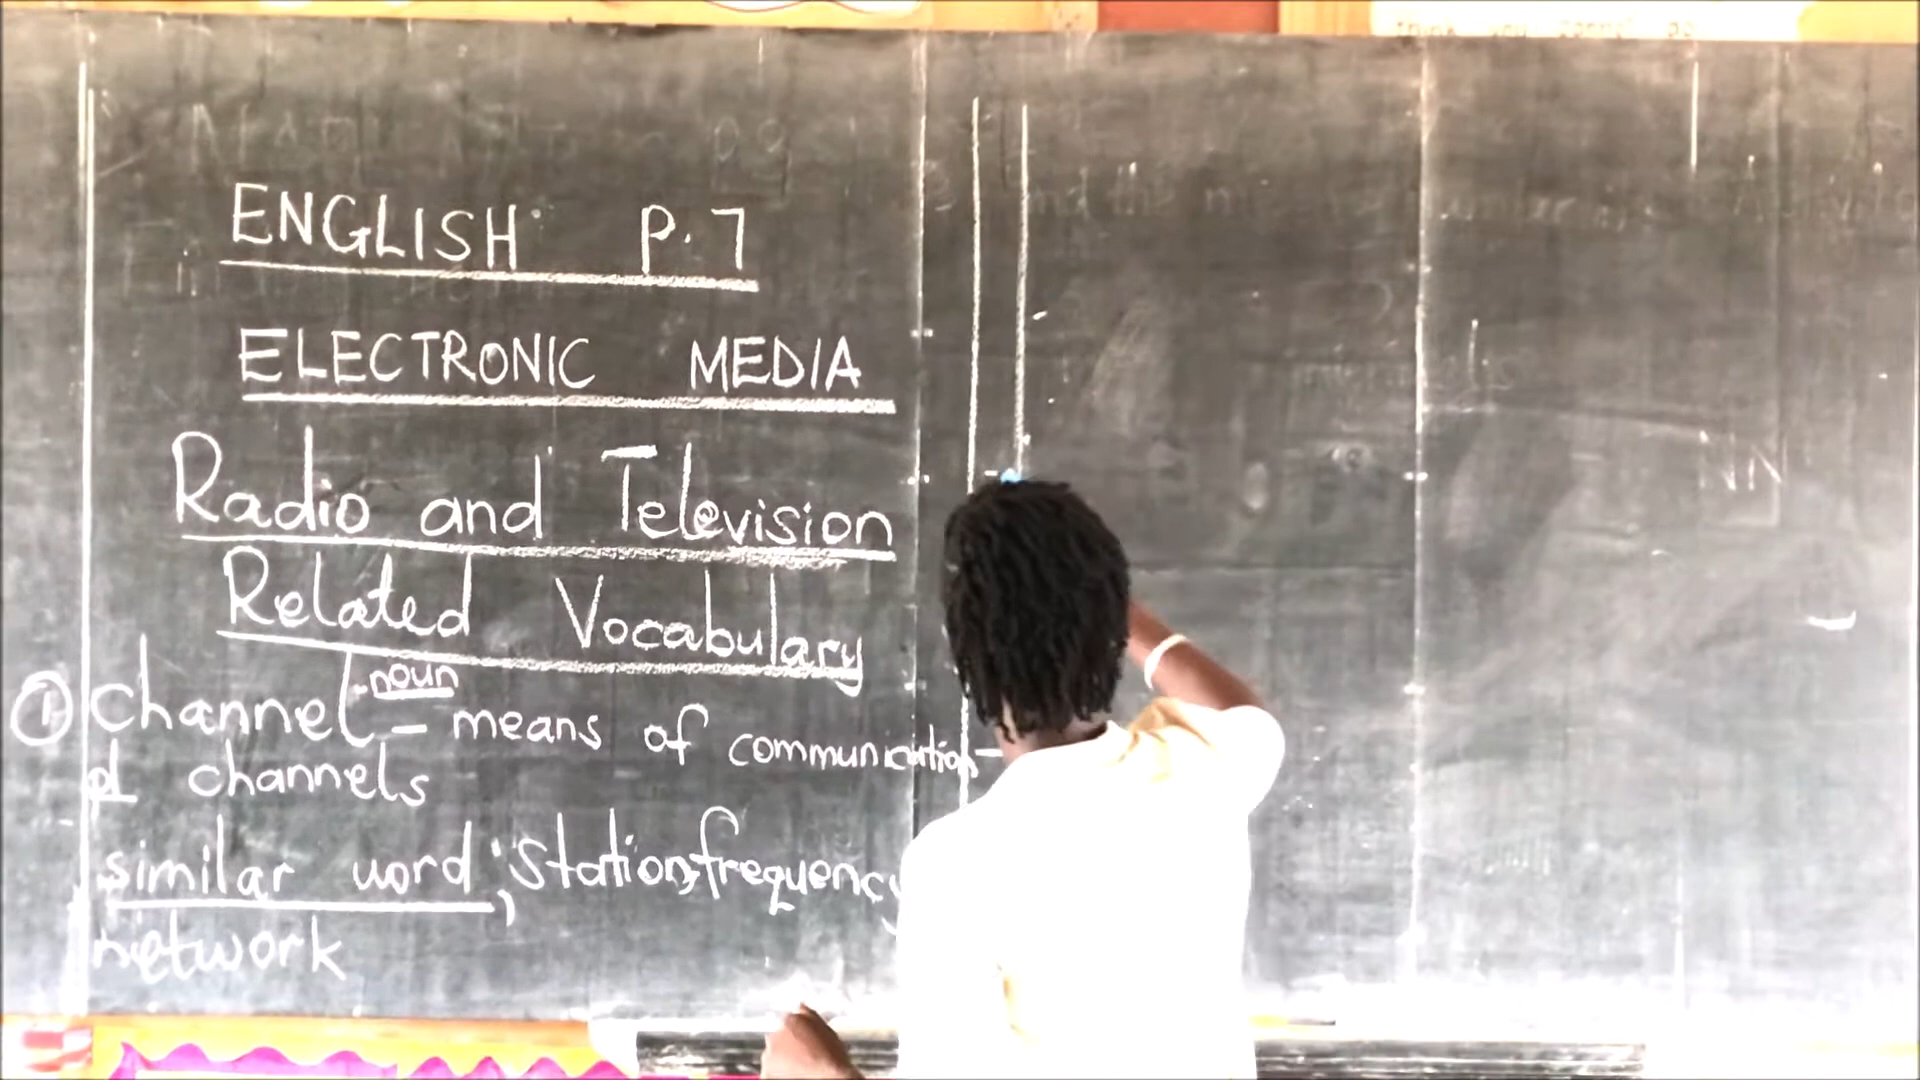 ENGLISH P.7
ELECTRONIC MEDIA
Radio and Television
Related Vocabulary
① channel - noun - means of communication -
pl channels
similar word, station, frequency
network